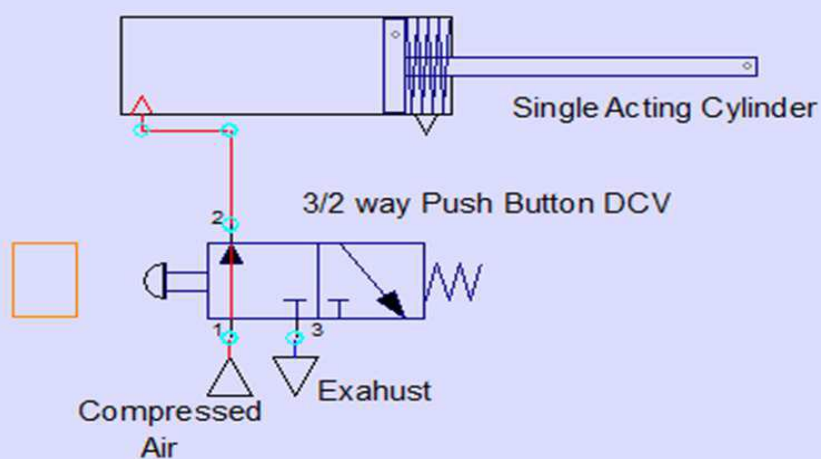 Single Acting Cylinder
3/2 way Push Button DCV
2
1
3
Exahust
Compressed
Air